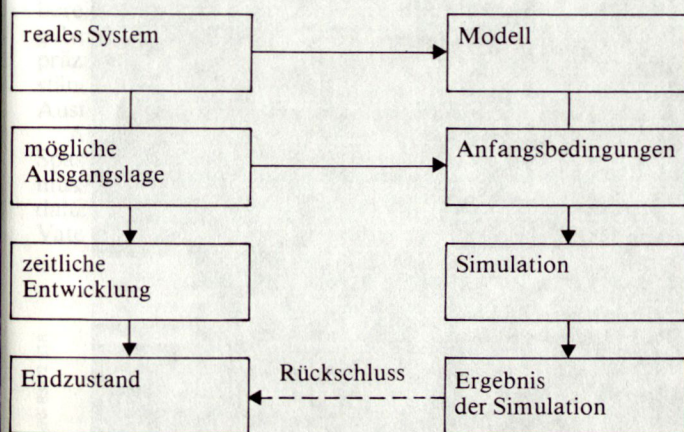 reales System
Modell
mögliche
Ausgangslage
Anfangsbedingungen
zeitliche
Entwicklung
Simulation
Endzustand
Rückschluss
Ergebnis
der Simulation